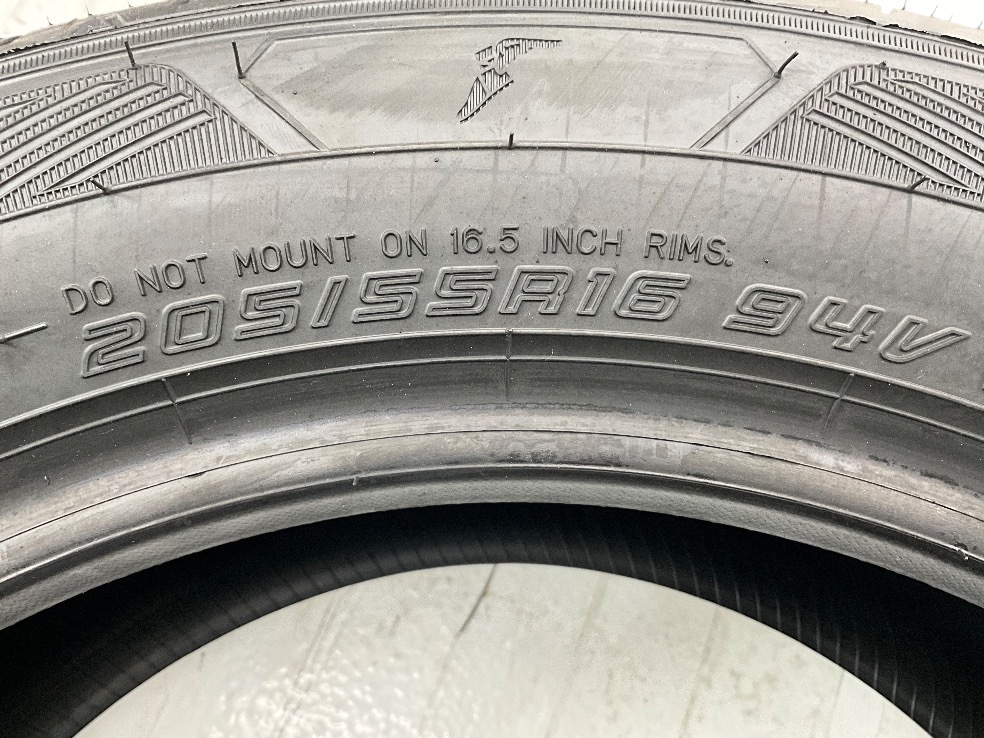 DO NOT MOUNT ON 16.5 INCH RIMS.
205/55R16 94V